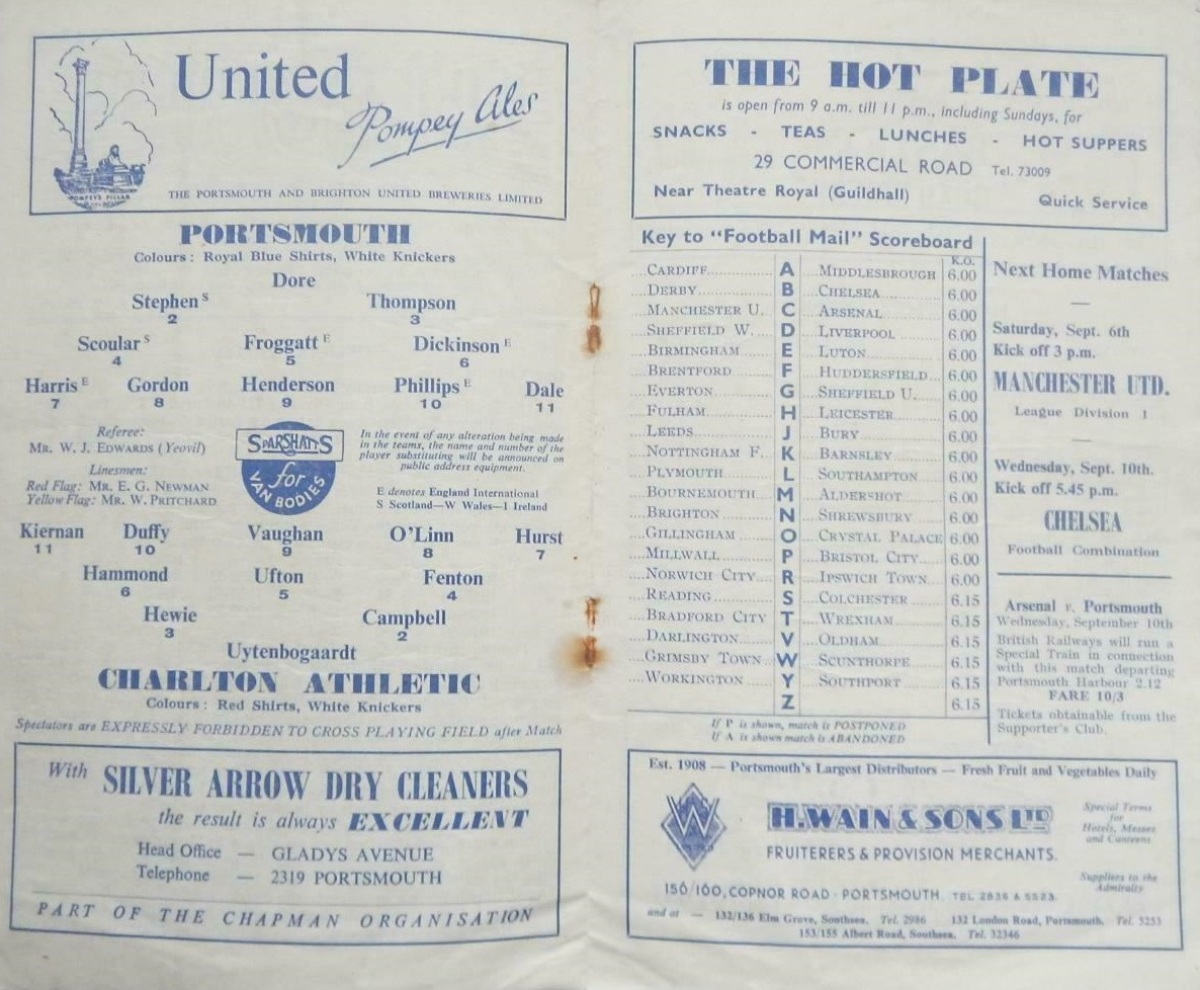 United
Pompey Ales
POMPEYS PILLAR
THE PORTSMOUTH AND BRIGHTON UNITED BREWERIES LIMITED
PORTSMOUTH
Colours : Royal Blue Shirts, White Knickers
Dore
Stephen S Thompson
2 3
Scoular S Froggatt E Dickinson E
4 5 6
Harris E Gordon Henderson Phillips E Dale
7 8 9 10 11
Referee:
MR. W. J. EDWARDS (Yeovil)
Linesmen:
Red Flag: MR. E. G. NEWMAN
Yellow Flag: MR. W. PRITCHARD
SPARSHATTS
for
VAN BODIES
In the event of any alteration being made
in the teams, the name and number of the
player substituting will be announced on
public address equipment.
E denotes England International
S Scotland—W Wales—I Ireland
Kiernan Duffy Vaughan O'Linn Hurst
11 10 9 8 7
Hammond Ufton Fenton
6 5 4
Hewie Campbell
3 2
Uytenbogaardt
CHARLTON ATHLETIC
Colours : Red Shirts, White Knickers
Spectators are EXPRESSLY FORBIDDEN TO CROSS PLAYING FIELD after Match
With SILVER ARROW DRY CLEANERS
the result is always EXCELLENT
Head Office — GLADYS AVENUE
Telephone — 2319 PORTSMOUTH
PART OF THE CHAPMAN ORGANISATION
THE HOT PLATE
is open from 9 a.m. till 11 p.m., including Sundays, for
SNACKS - TEAS - LUNCHES - HOT SUPPERS
29 COMMERCIAL ROAD Tel. 73009
Near Theatre Royal (Guildhall) Quick Service
Key to "Football Mail" Scoreboard
K.O.
CARDIFF A MIDDLESBROUGH 6.00
DERBY B CHELSEA 6.00
MANCHESTER U. C ARSENAL 6.00
SHEFFIELD W. D LIVERPOOL 6.00
BIRMINGHAM E LUTON 6.00
BRENTFORD F HUDDERSFIELD 6.00
EVERTON G SHEFFIELD U. 6.00
FULHAM H LEICESTER 6.00
LEEDS J BURY 6.00
NOTTINGHAM F. K BARNSLEY 6.00
PLYMOUTH L SOUTHAMPTON 6.00
BOURNEMOUTH M ALDERSHOT 6.00
BRIGHTON N SHREWSBURY 6.00
GILLINGHAM O CRYSTAL PALACE 6.00
MILLWALL P BRISTOL CITY 6.00
NORWICH CITY R IPSWICH TOWN 6.00
READING S COLCHESTER 6.15
BRADFORD CITY T WREXHAM 6.15
DARLINGTON V OLDHAM 6.15
GRIMSBY TOWN W SCUNTHORPE 6.15
WORKINGTON Y SOUTHPORT 6.15
Z 6.15
If P is shown, match is POSTPONED
If A is shown match is ABANDONED
Next Home Matches
Saturday, Sept. 6th
Kick off 3 p.m.
MANCHESTER UTD.
League Division 1
Wednesday, Sept. 10th.
Kick off 5.45 p.m.
CHELSEA
Football Combination
Arsenal v. Portsmouth
Wednesday, September 10th
British Railways will run a
Special Train in connection
with this match departing
Portsmouth Harbour 2.12
FARE 10/3
Tickets obtainable from the
Supporter's Club.
Est. 1908 — Portsmouth's Largest Distributors — Fresh Fruit and Vegetables Daily
W
H. WAIN & SONS LTD
FRUITERERS & PROVISION MERCHANTS.
Special Terms
for
Hotels, Messes
and Canteens
Suppliers to the
Admiralty
156/160, COPNOR ROAD · PORTSMOUTH. TEL 2836 & 5523.
and at — 132/136 Elm Grove, Southsea. Tel. 2986 132 London Road, Portsmouth. Tel. 5253
153/155 Albert Road, Southsea. Tel. 32346